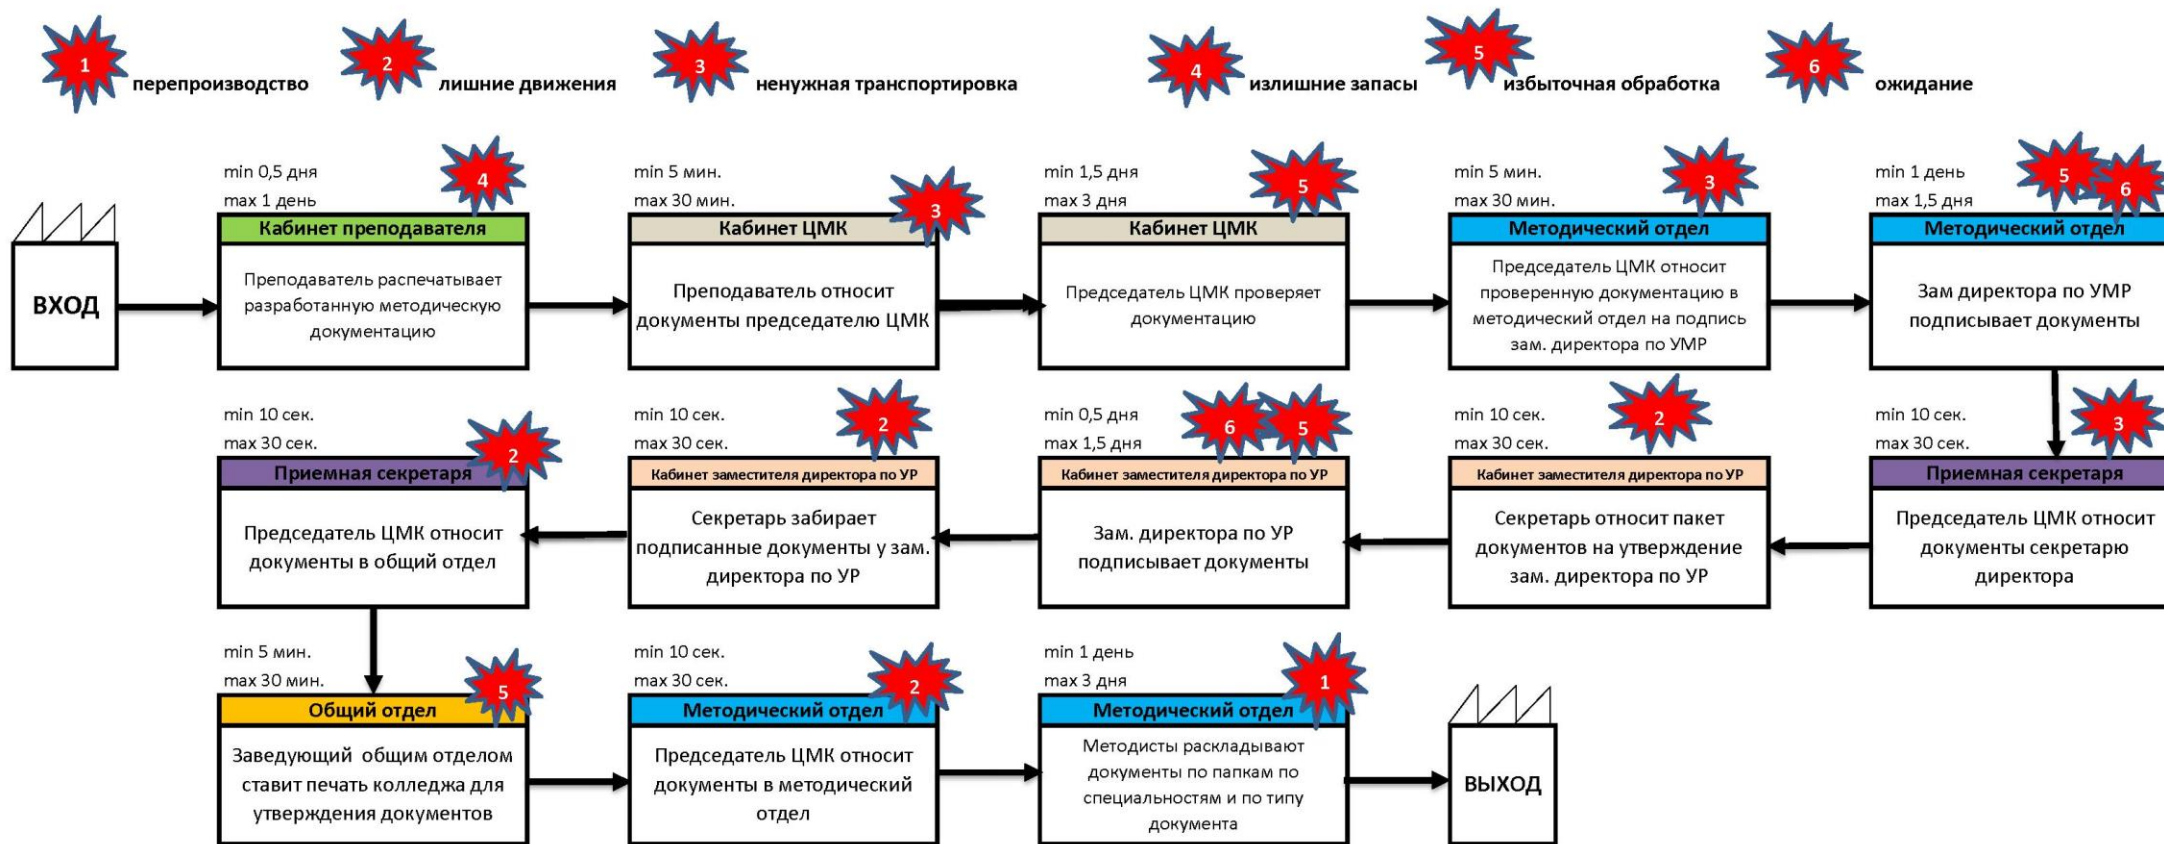 1 перепроизводство
2 лишние движения
3 ненужная транспортировка
4 излишние запасы
5 избыточная обработка
6 ожидание
ВХОД
min 0,5 дня
max 1 день
4
Кабинет преподавателя
Преподаватель распечатывает
разработанную методическую
документацию
min 5 мин.
max 30 мин.
3
Кабинет ЦМК
Преподаватель относит
документы председателю ЦМК
min 1,5 дня
max 3 дня
5
Кабинет ЦМК
Председатель ЦМК проверяет
документацию
min 5 мин.
max 30 мин.
3
Методический отдел
Председатель ЦМК относит
проверенную документацию в
методический отдел на подпись
зам. директора по УМР
min 1 день
max 1,5 дня
5
6
Методический отдел
Зам директора по УМР
подписывает документы
min 10 сек.
max 30 сек.
3
Приемная секретаря
Председатель ЦМК относит
документы секретарю
директора
min 10 сек.
max 30 сек.
2
Кабинет заместителя директора по УР
Секретарь относит пакет
документов на утверждение
зам. директора по УР
min 0,5 дня
max 1,5 дня
6
5
Кабинет заместителя директора по УР
Зам. директора по УР
подписывает документы
min 10 сек.
max 30 сек.
2
Кабинет заместителя директора по УР
Секретарь забирает
подписанные документы у зам.
директора по УР
min 10 сек.
max 30 сек.
2
Приемная секретаря
Председатель ЦМК относит
документы в общий отдел
min 5 мин.
max 30 мин.
5
Общий отдел
Заведующий общим отделом
ставит печать колледжа для
утверждения документов
min 10 сек.
max 30 сек.
2
Методический отдел
Председатель ЦМК относит
документы в методический
отдел
min 1 день
max 3 дня
1
Методический отдел
Методисты раскладывают
документы по папкам по
специальностям и по типу
документа
ВЫХОД